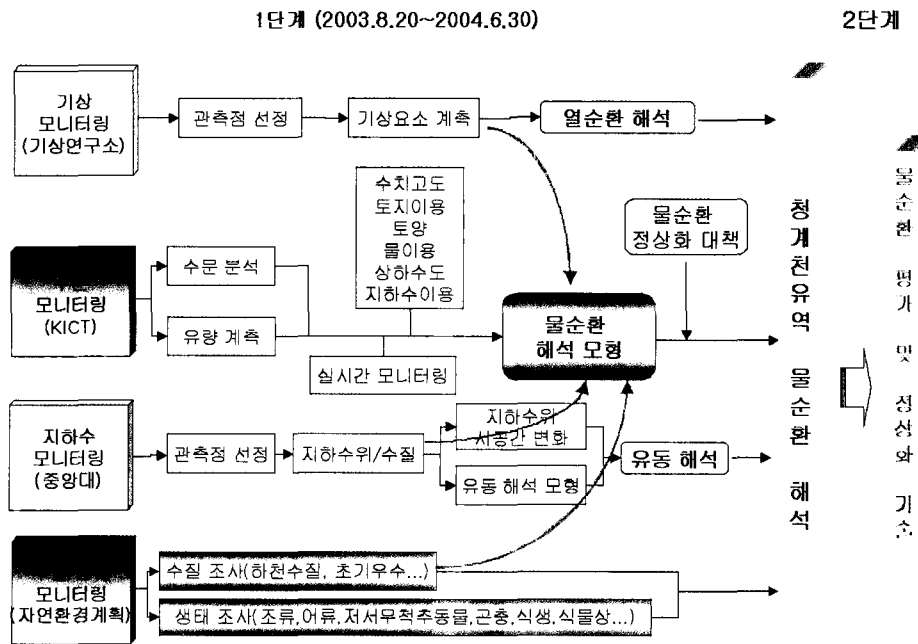 1단계 (2003.8.20~2004.6.30)
2단계
기상
모니터링
(기상연구소)
관측점 선정
기상요소 계측
열순환 해석
수치고도
토지이용
토양
물이용
상하수도
지하수이용
물순환
정상화 대책
모니터링
(KICT)
수문 분석
유량 계측
실시간 모니터링
물순환
해석 모형
지하수
모니터링
(중앙대)
관측점 선정
지하수위/수질
지하수위
시공간 변화
유동 해석 모형
유동 해석
모니터링
(자연환경계획)
수질 조사(하천수질, 초기우수...)
생태 조사(조류,어류,저서무척추동물,곤충,식생,식물상...)
청계천유역 물순환 해석
물순환 평가 및 정상화 기술